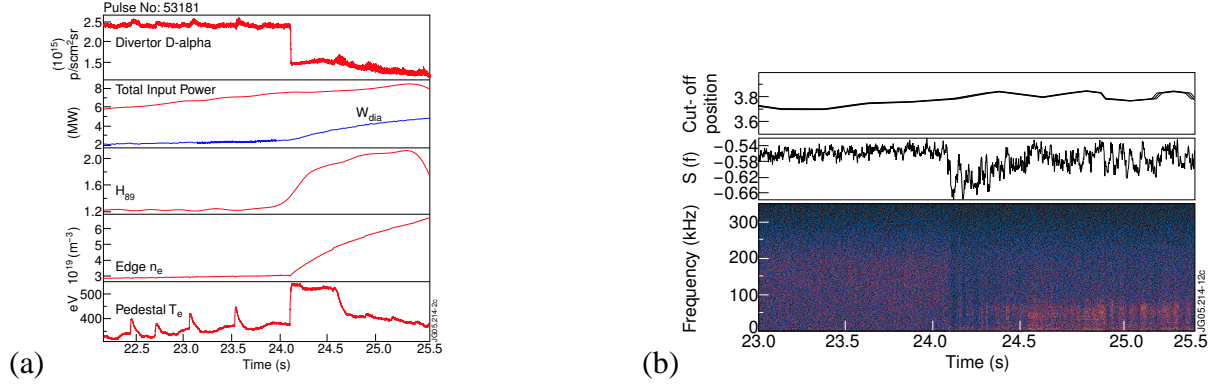 Pulse No: 53181
2.5
2.0
1.5
(10¹⁵)
p/scm²sr
Divertor D-alpha
8
6
4
2
(MW)
Total Input Power
W_dia
2.0
1.6
1.2
H₈₉
6
5
4
3
10¹⁹ (m⁻³)
Edge nₑ
500
400
eV
Pedestal Tₑ
22.5 23.0 23.5 24.0 24.5 25.0 25.5
Time (s)
JG05.214-2c
(a)
3.8
3.6
Cut- off
position
−0.54
−0.58
−0.66
S (f)
300
200
100
0
Frequency (kHz)
23.0 23.5 24.0 24.5 25.0 25.5
Time (s)
JG05.214-12c
(b)